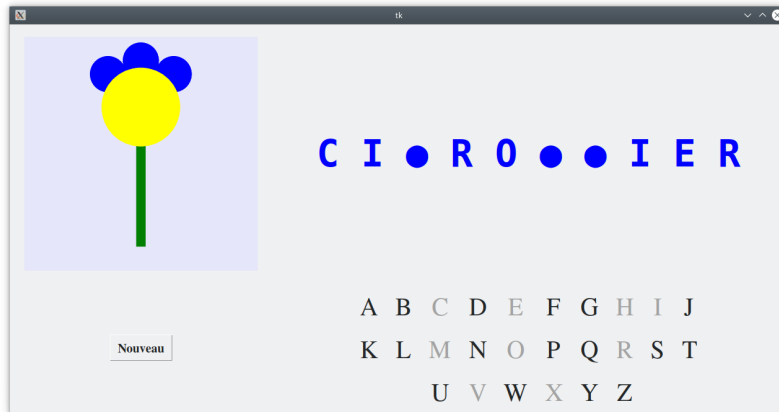 tk
C I ● R O ● ● I E R
A B C D E F G H I J
Nouveau
K L M N O P Q R S T
U V W X Y Z